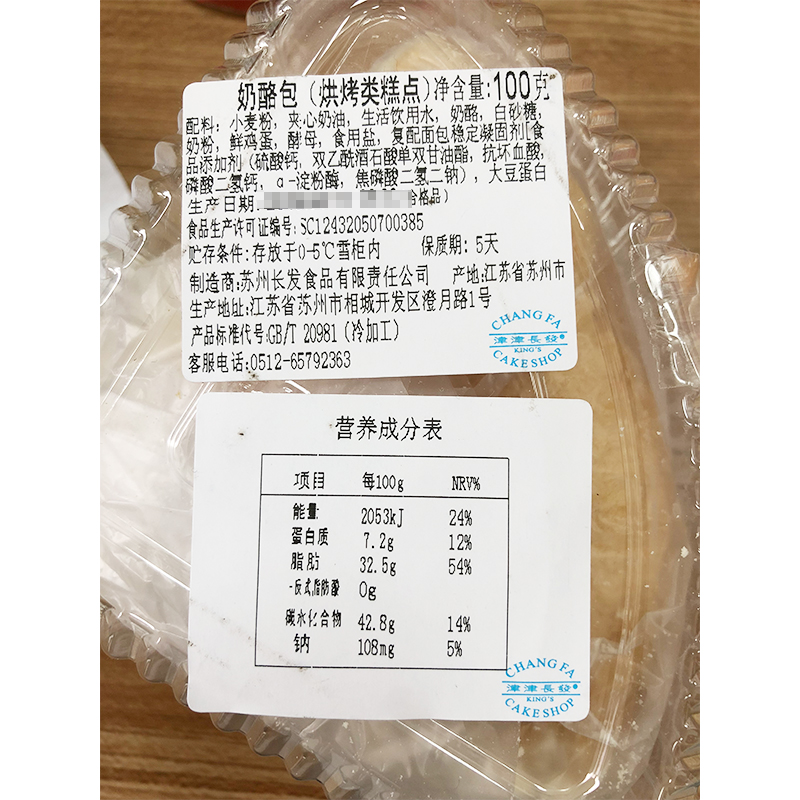 奶酪包（烘烤类糕点）净含量:100克
配料：小麦粉，夹心奶油，生活饮用水，奶酪，白砂糖，
奶粉，鲜鸡蛋，酵母，食用盐，复配面包稳定凝固剂[食
品添加剂（硫酸钙，双乙酰酒石酸单双甘油酯，抗坏血酸，
磷酸二氢钙，α-淀粉酶，焦磷酸二氢二钠），大豆蛋白
生产日期: 合格品）
食品生产许可证编号:SC12432050700385
贮存条件:存放于0-5℃雪柜内 保质期: 5天
制造商:苏州长发食品有限责任公司 产地:江苏省苏州市
生产地址:江苏省苏州市相城开发区澄月路1号
产品标准代号:GB/T 20981（冷加工）
客服电话:0512-65792363
CHANG FA
津津長發
KING'S
CAKE SHOP
营养成分表
项目 每100g NRV%
能量 2053kJ 24%
蛋白质 7.2g 12%
脂肪 32.5g 54%
-反式脂肪酸 0g
碳水化合物 42.8g 14%
钠 108mg 5%
CHANG FA
津津長發
KING'S
CAKE SHOP